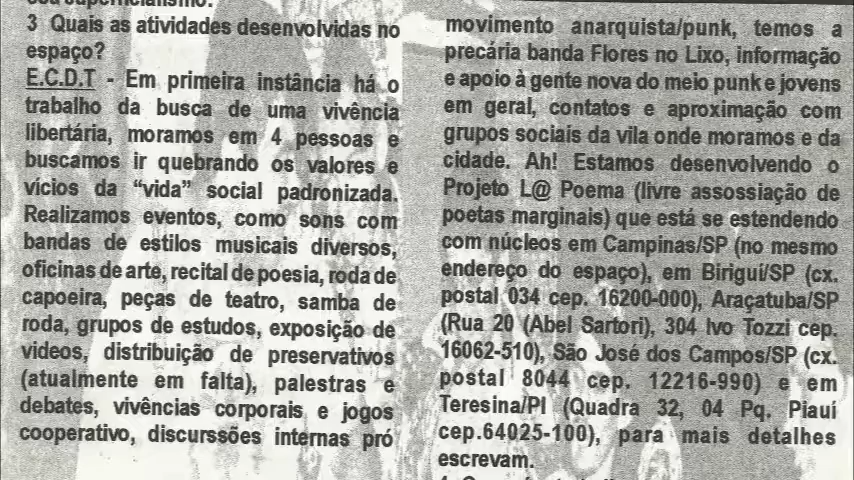 3 Quais as atividades desenvolvidas no
espaço?
E.C.D.T - Em primeira instância há o
trabalho da busca de uma vivência
libertária, moramos em 4 pessoas e
buscamos ir quebrando os valores e
vícios da “vida” social padronizada.
Realizamos eventos, como sons com
bandas de estilos musicais diversos,
oficinas de arte, recital de poesia, roda de
capoeira, peças de teatro, samba de
roda, grupos de estudos, exposição de
videos, distribuição de preservativos
(atualmente em falta), palestras e
debates, vivências corporais e jogos
cooperativo, discurssões internas pró
movimento anarquista/punk, temos a
precária banda Flores no Lixo, informação
e apoio à gente nova do meio punk e jovens
em geral, contatos e aproximação com
grupos sociais da vila onde moramos e da
cidade. Ah! Estamos desenvolvendo o
Projeto L@ Poema (livre assossiação de
poetas marginais) que está se estendendo
com núcleos em Campinas/SP (no mesmo
endereço do espaço), em Biriguí/SP (cx.
postal 034 cep. 16200-000), Araçatuba/SP
(Rua 20 (Abel Sartori), 304 Ivo Tozzi cep.
16062-510), São José dos Campos/SP (cx.
postal 8044 cep. 12216-990) e em
Teresina/PI (Quadra 32, 04 Pq. Piauí
cep.64025-100), para mais detalhes
escrevam.